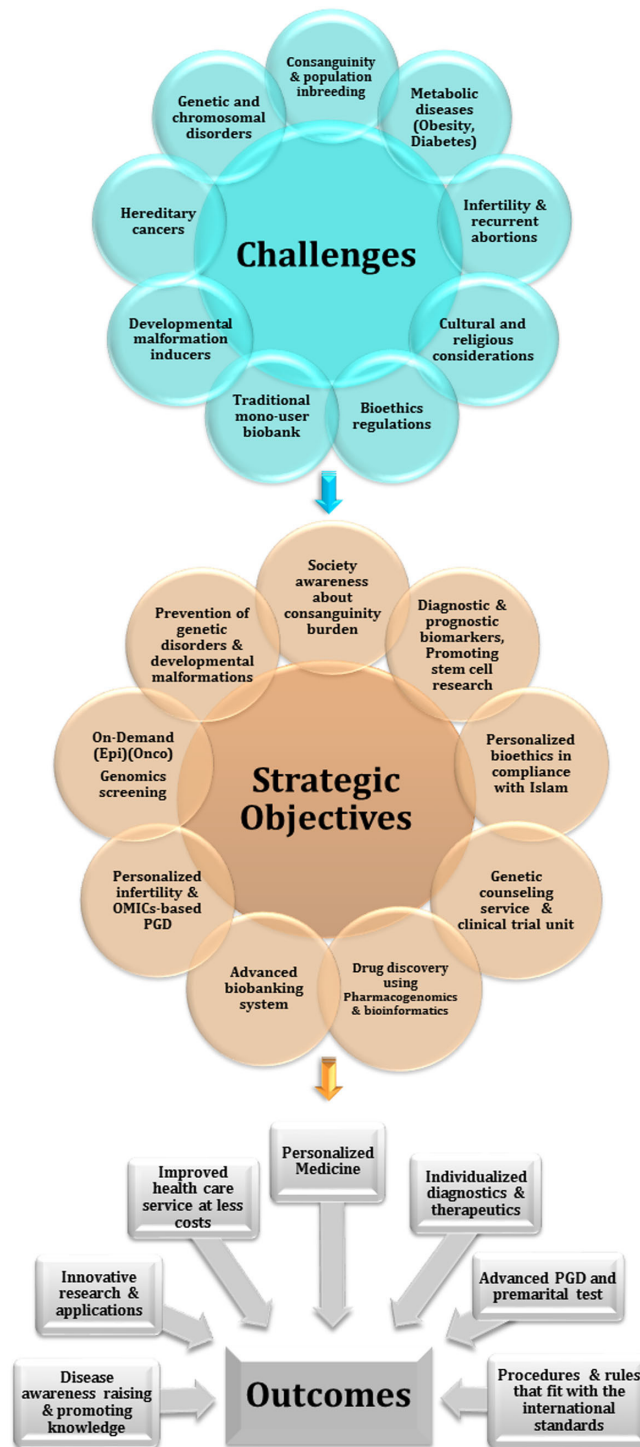 Consanguinity
& population
inbreeding
Metabolic
diseases
(Obesity,
Diabetes)
Infertility &
recurrent
abortions
Cultural and
religious
considerations
Bioethics
regulations
Traditional
mono-user
biobank
Developmental
malformation
inducers
Hereditary
cancers
Genetic and
chromosomal
disorders
Challenges
Society
awareness
about
consanguinity
burden
Diagnostic &
prognostic
biomarkers,
Promoting
stem cell
research
Personalized
bioethics in
compliance
with Islam
Genetic
counseling
service &
clinical trial
unit
Drug discovery
using
Pharmacogenomics
& bioinformatics
Advanced
biobanking
system
Personalized
infertility &
OMICs-based
PGD
On-Demand
(Epi)(Onco)
Genomics
screening
Prevention of
genetic
disorders &
developmental
malformations
Strategic
Objectives
Disease
awareness raising
& promoting
knowledge
Innovative
research &
applications
Improved
health care
service at less
costs
Personalized
Medicine
Individualized
diagnostics &
therapeutics
Advanced PGD and
premarital test
Procedures & rules
that fit with the
international
standards
Outcomes